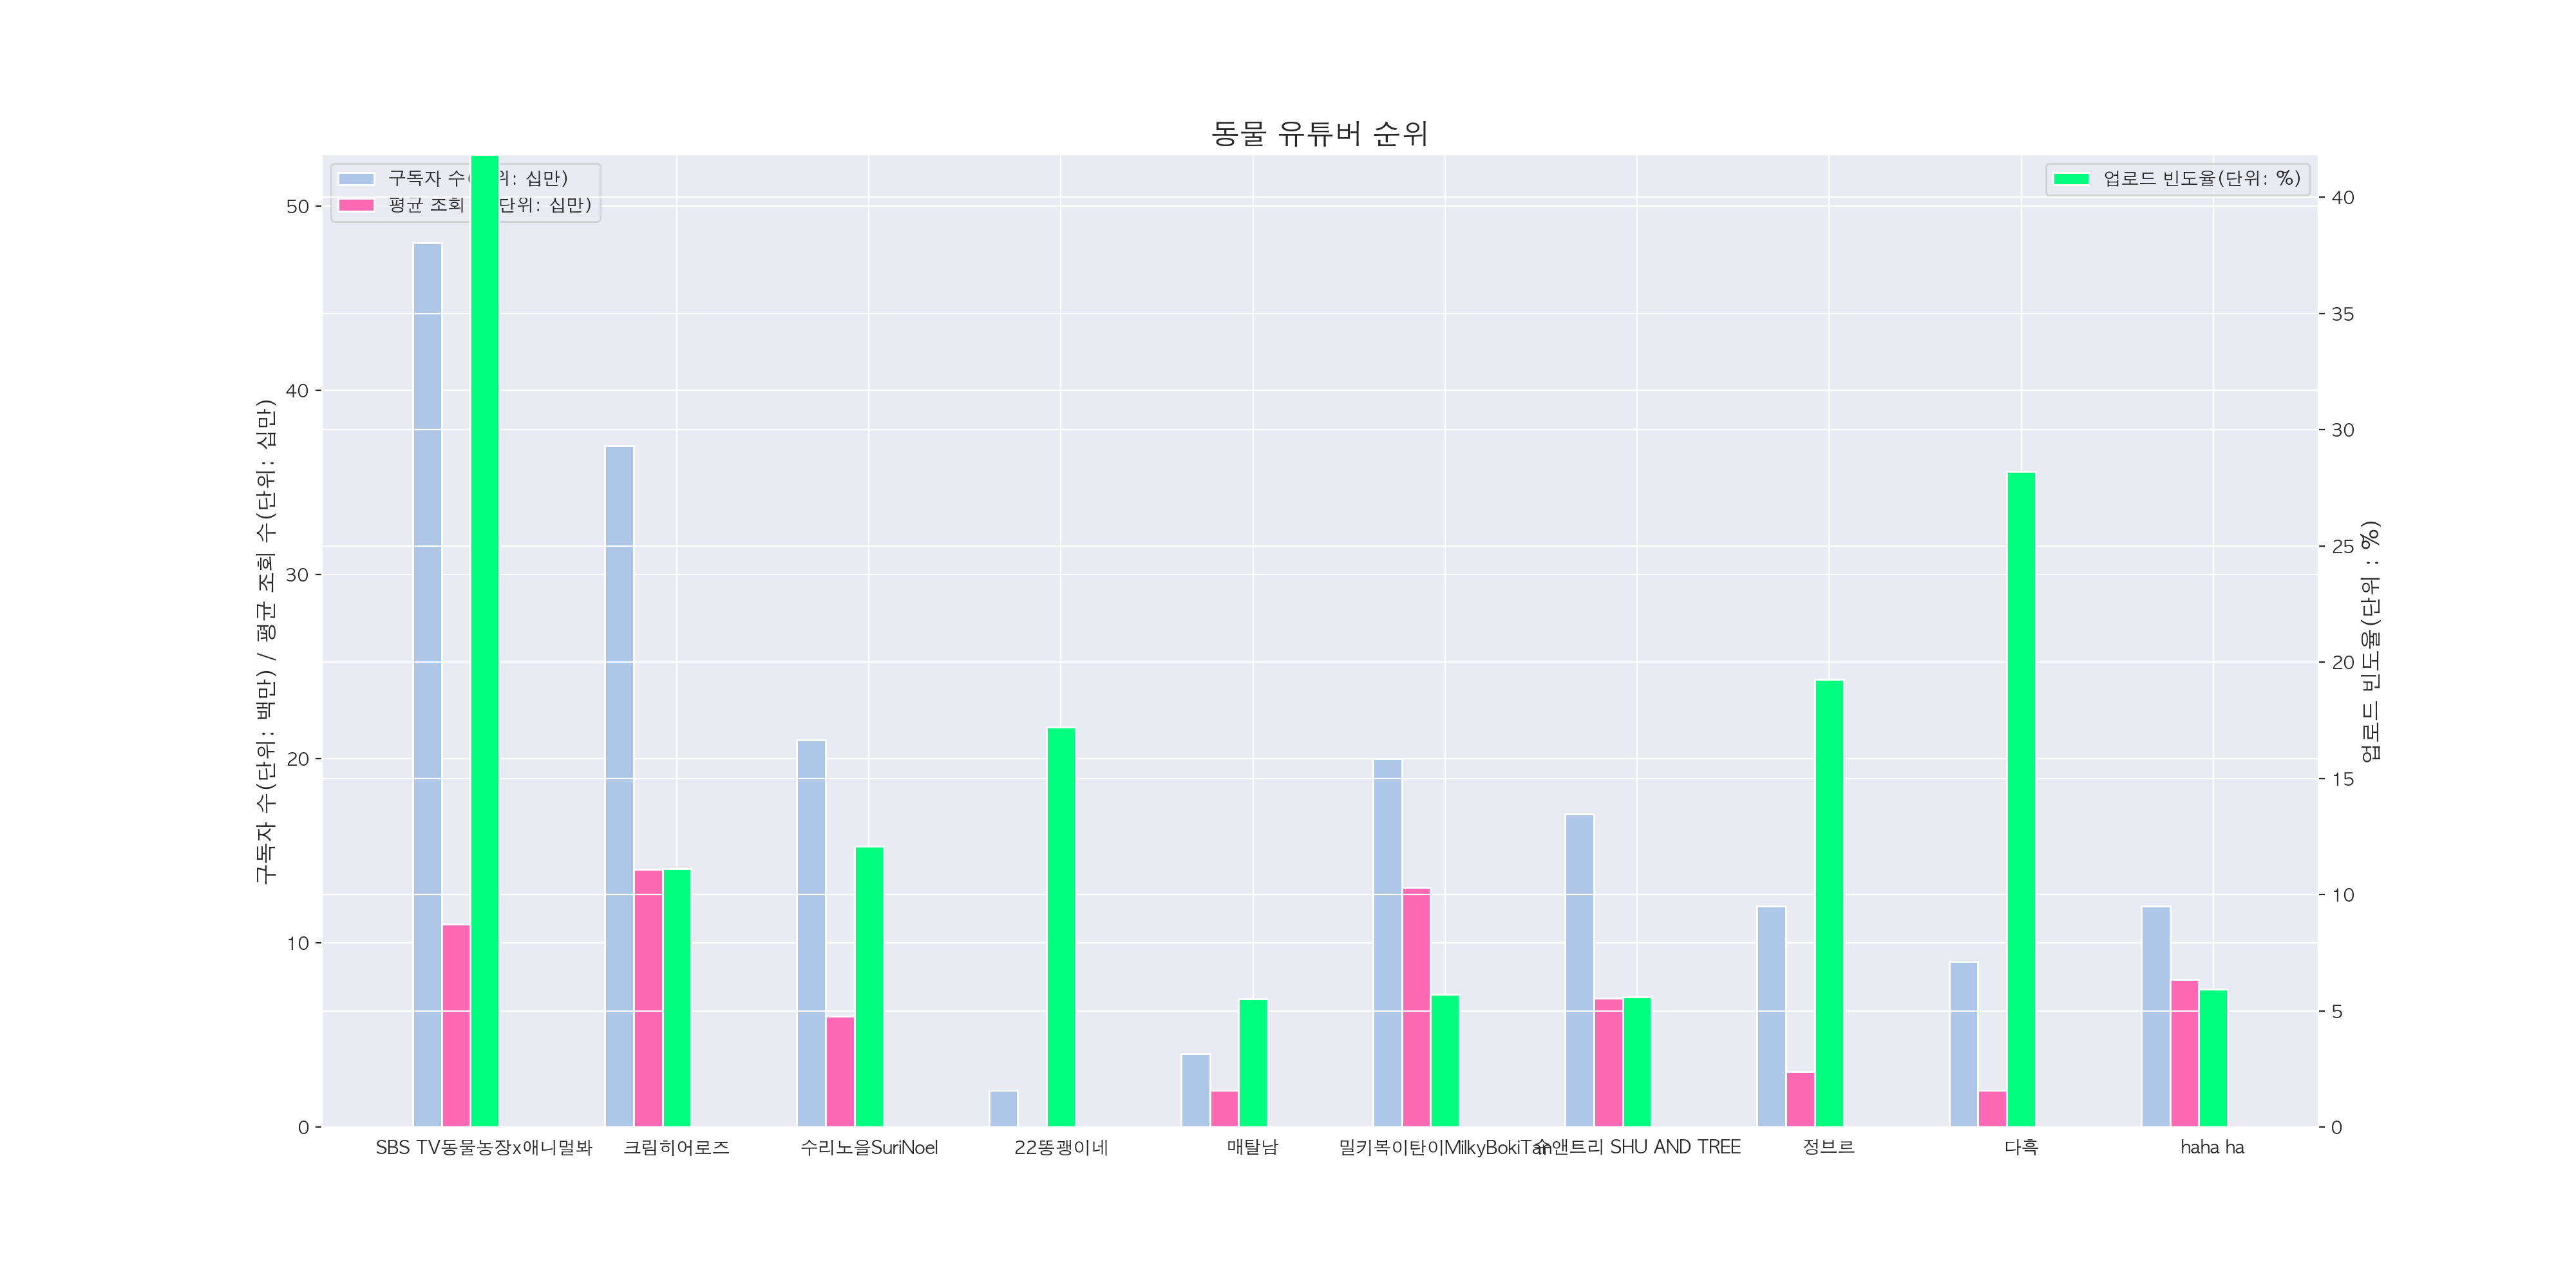 동물 유튜버 순위
구독자 수( 위: 십만)
평균 조회 단위: 십만)
업로드 빈도율(단위: %)
구독자 수(단위: 백만) / 평균 조회 수(단위: 십만)
50
40
30
20
10
0
40
35
30
25
20
15
10
5
0
업로드 빈도율(단위 : %)
SBS TV동물농장x애니멀봐
크림히어로즈
수리노을SuriNoel
22똥괭이네
매탈남
밀키복이탄이MilkyBokiTan
슈앤트리 SHU AND TREE
정브르
다흑
haha ha